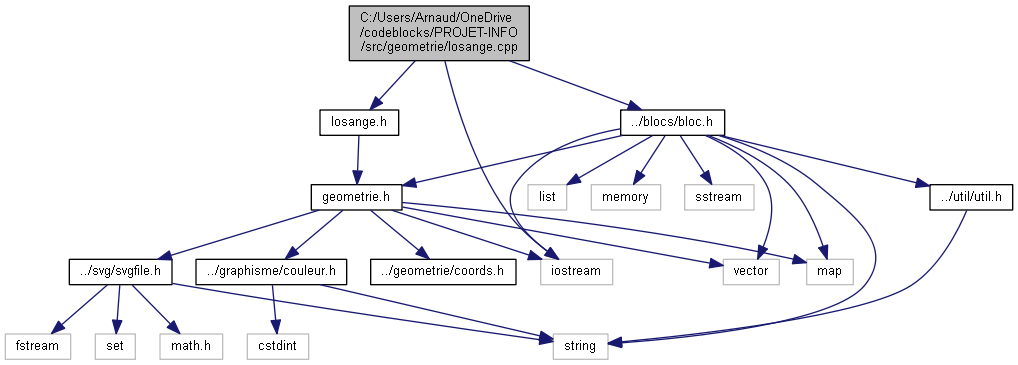 C:/Users/Arnaud/OneDrive
/codeblocks/PROJET-INFO
/src/geometrie/losange.cpp
losange.h
../blocs/bloc.h
geometrie.h
list
memory
sstream
../util/util.h
../svg/svgfile.h
../graphisme/couleur.h
../geometrie/coords.h
iostream
vector
map
fstream
set
math.h
cstdint
string